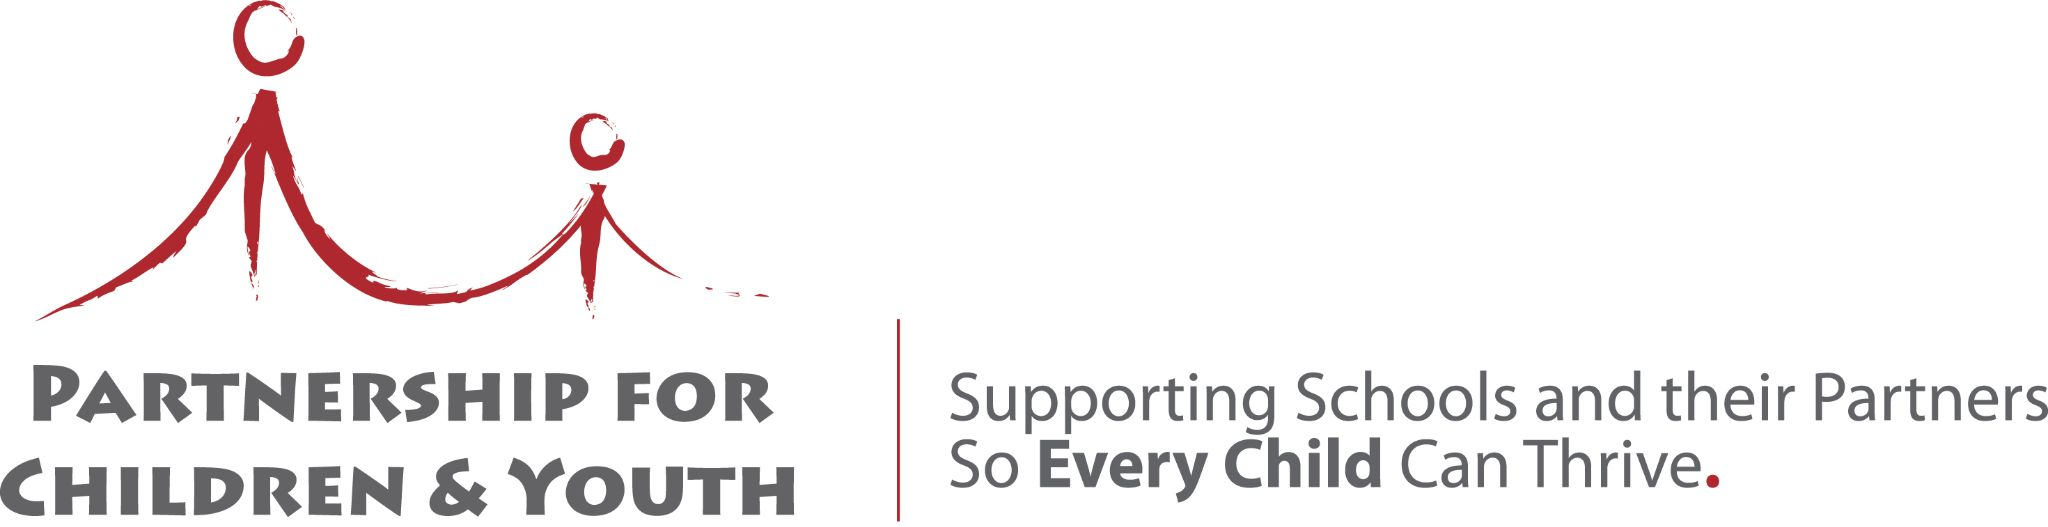 PARTNERSHIP FOR
CHILDREN & YOUTH
Supporting Schools and their Partners
So Every Child Can Thrive.